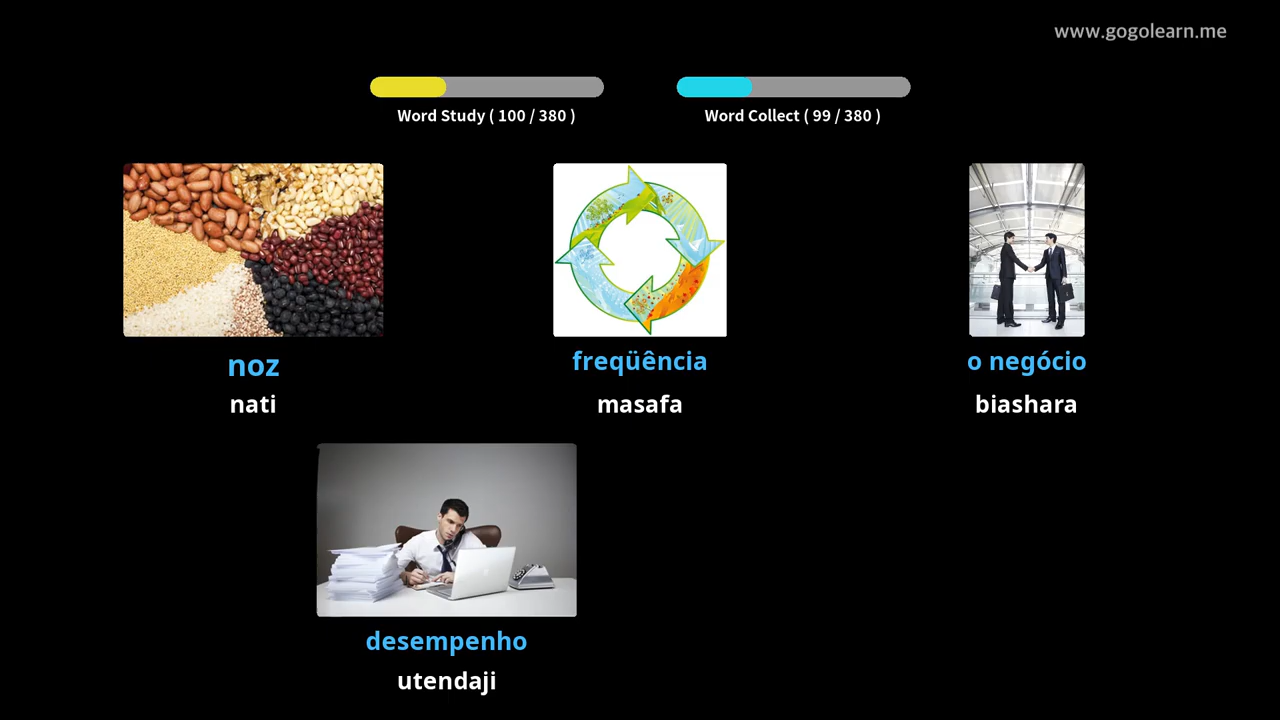 www.gogolearn.me
Word Study ( 100 / 380 )
Word Collect ( 99 / 380 )
noz
nati
freqüência
masafa
o negócio
biashara
desempenho
utendaji